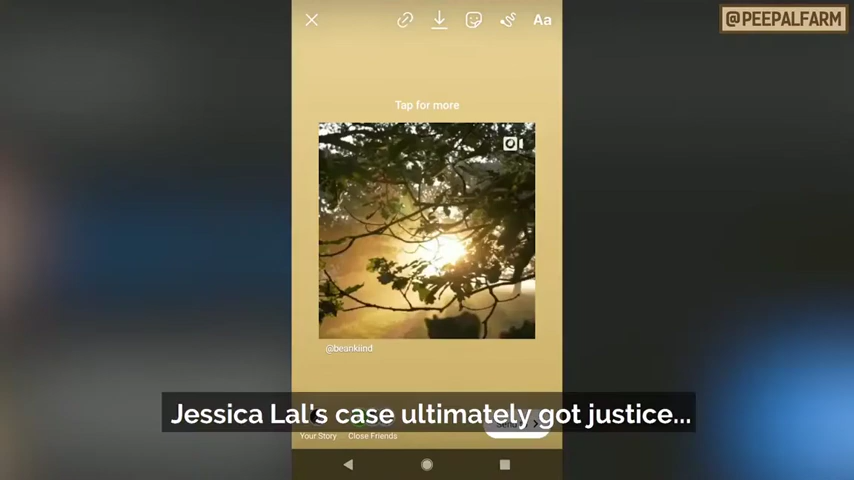 @PEEPALFARM
Aa
Tap for more
@beankiind
Jessica Lal's case ultimately got justice...
Your Story
Close Friends